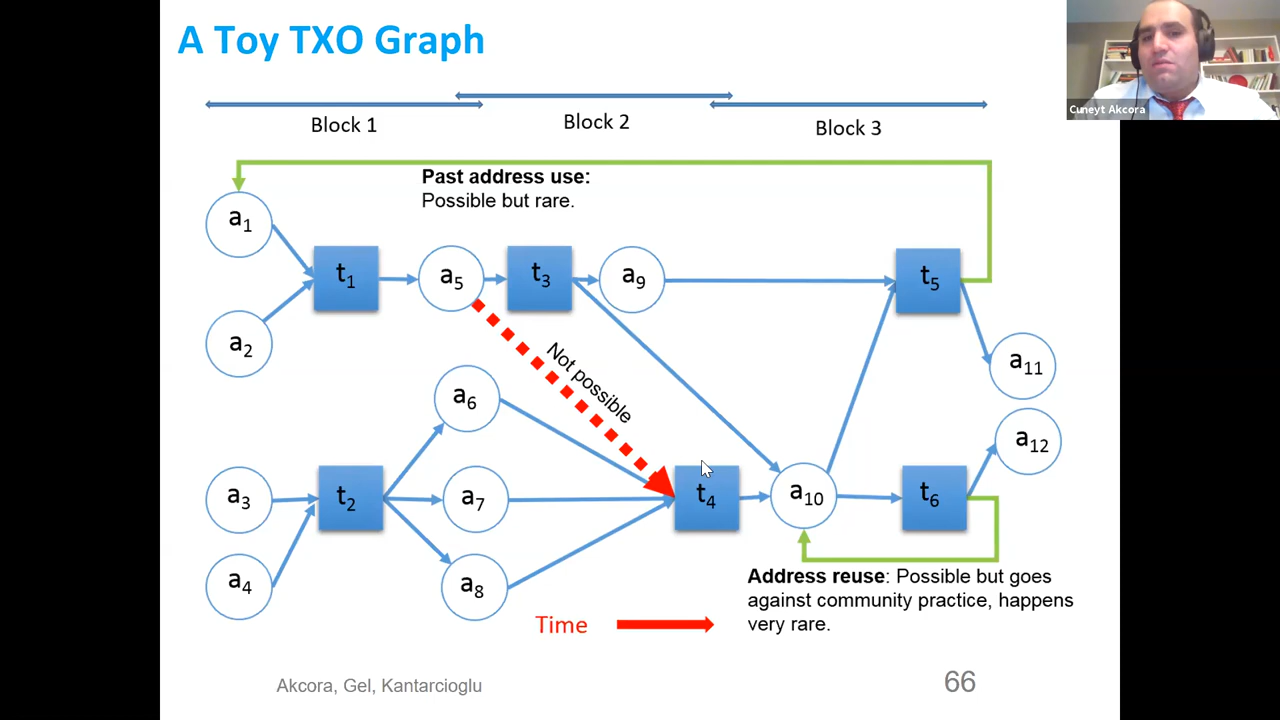 A Toy TXO Graph
Cuneyt Akcora
Block 1
Block 2
Block 3
Past address use:
Possible but rare.
a1
t1
a5
t3
a9
t5
a2
Not possible
a11
a6
a12
a3
t2
a7
t4
a10
t6
a4
a8
Address reuse: Possible but goes
against community practice, happens
very rare.
Time
Akcora, Gel, Kantarcioglu
66